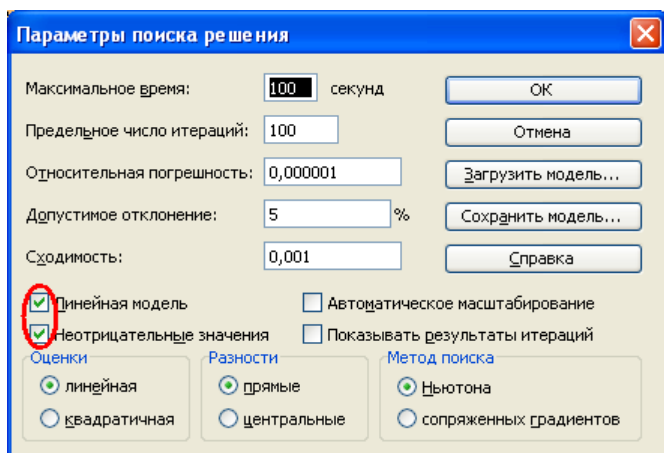 Параметры поиска решения
Максимальное время: 100 секунд
ОК
Предельное число итераций: 100
Отмена
Относительная погрешность: 0,000001
Загрузить модель...
Допустимое отклонение: 5 %
Сохранить модель...
Сходимость: 0,001
Справка
Линейная модель
Автоматическое масштабирование
Неотрицательные значения
Показывать результаты итераций
Оценки
Разности
Метод поиска
линейная
прямые
Ньютона
квадратичная
центральные
сопряженных градиентов